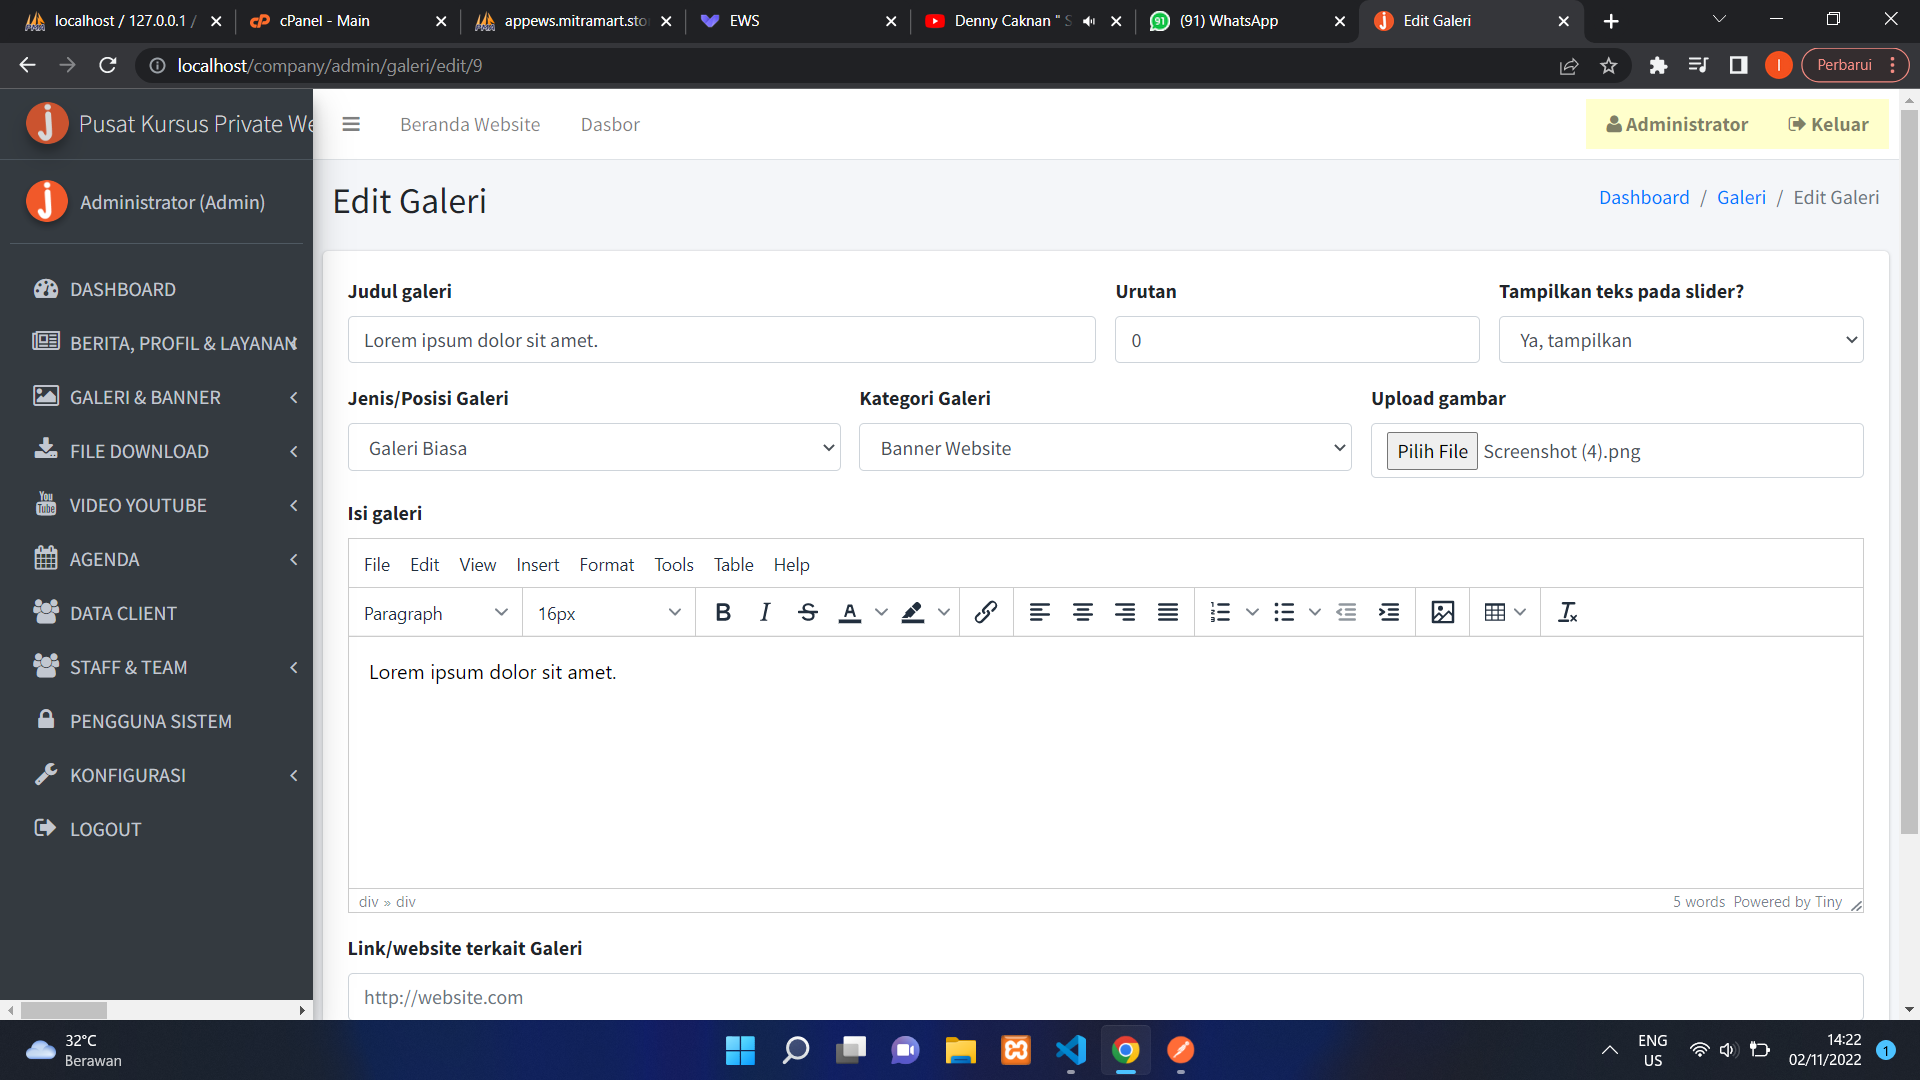 localhost / 127.0.0.1 /
cPanel - Main
appews.mitramart.sto
EWS
Denny Caknan " S
(91) WhatsApp
Edit Galeri
localhost/company/admin/galeri/edit/9
I
Perbarui
Pusat Kursus Private We
Beranda Website
Dasbor
Administrator
Keluar
Administrator (Admin)
Edit Galeri
Dashboard / Galeri / Edit Galeri
DASHBOARD
BERITA, PROFIL & LAYANAN
GALERI & BANNER
FILE DOWNLOAD
VIDEO YOUTUBE
AGENDA
DATA CLIENT
STAFF & TEAM
PENGGUNA SISTEM
KONFIGURASI
LOGOUT
Judul galeri
Urutan
Tampilkan teks pada slider?
Lorem ipsum dolor sit amet.
0
Ya, tampilkan
Jenis/Posisi Galeri
Kategori Galeri
Upload gambar
Galeri Biasa
Banner Website
Pilih File Screenshot (4).png
Isi galeri
File Edit View Insert Format Tools Table Help
Paragraph
16px
Lorem ipsum dolor sit amet.
div » div
5 words Powered by Tiny
Link/website terkait Galeri
http://website.com
32°C
Berawan
ENG
US
14:22
02/11/2022
1